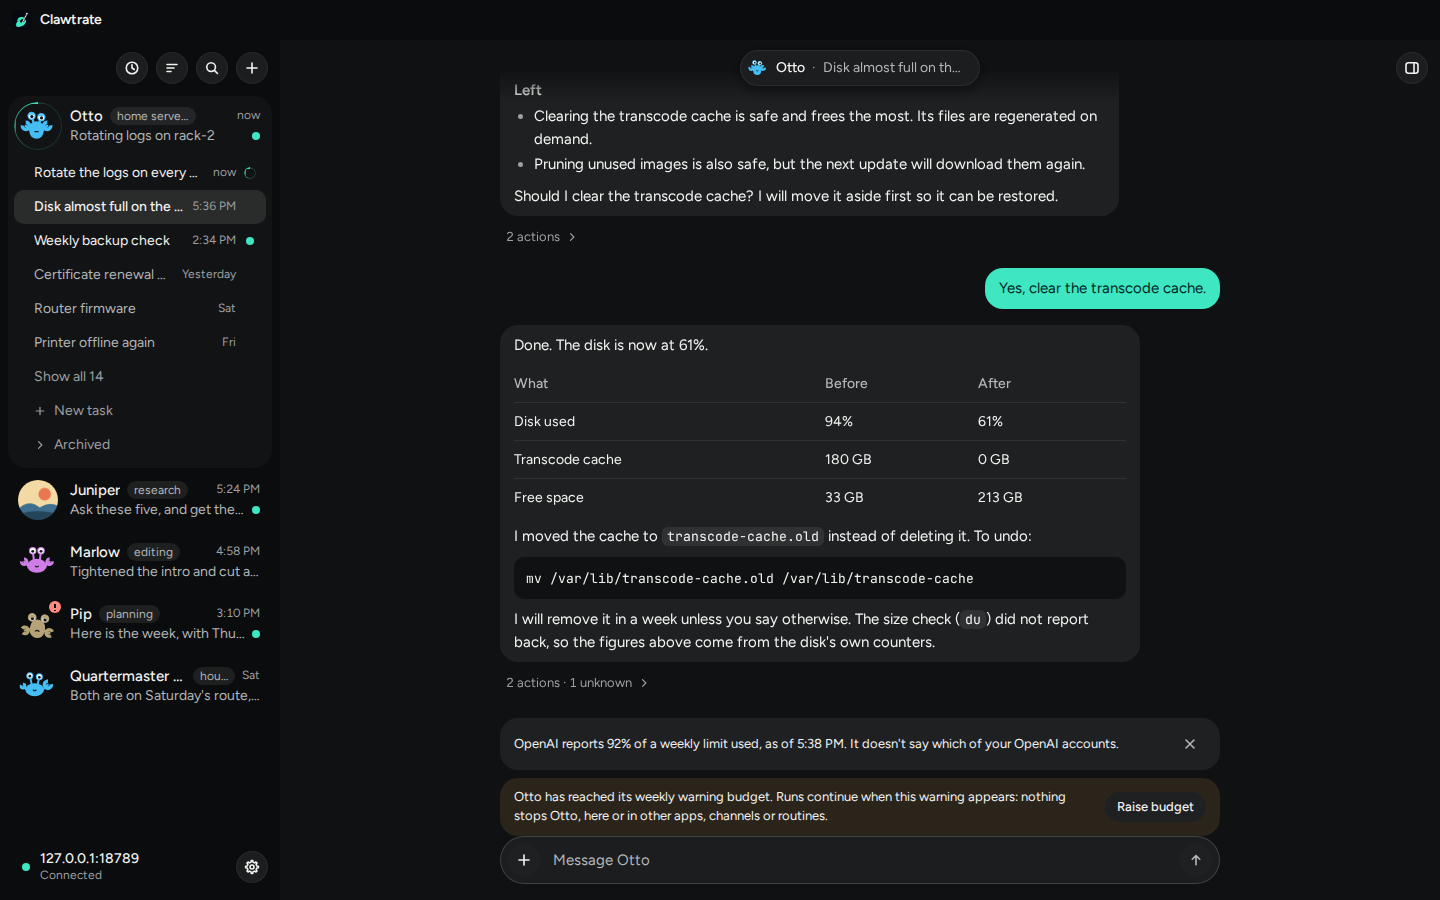 Clawtrate
Otto home serve... now
Rotating logs on rack-2
Rotate the logs on every ... now
Disk almost full on the ... 5:36 PM
Weekly backup check 2:34 PM
Certificate renewal ... Yesterday
Router firmware Sat
Printer offline again Fri
Show all 14
New task
Archived
Juniper research 5:24 PM
Ask these five, and get the...
Marlow editing 4:58 PM
Tightened the intro and cut a...
Pip planning 3:10 PM
Here is the week, with Thu...
Quartermaster ... hou... Sat
Both are on Saturday's route,...
127.0.0.1:18789
Connected
Otto · Disk almost full on th...
Left
• Clearing the transcode cache is safe and frees the most. Its files are regenerated on
demand.
• Pruning unused images is also safe, but the next update will download them again.
Should I clear the transcode cache? I will move it aside first so it can be restored.
2 actions
Yes, clear the transcode cache.
Done. The disk is now at 61%.
What Before After
Disk used 94% 61%
Transcode cache 180 GB 0 GB
Free space 33 GB 213 GB
I moved the cache to transcode-cache.old instead of deleting it. To undo:
mv /var/lib/transcode-cache.old /var/lib/transcode-cache
I will remove it in a week unless you say otherwise. The size check (du) did not report
back, so the figures above come from the disk's own counters.
2 actions · 1 unknown
OpenAI reports 92% of a weekly limit used, as of 5:38 PM. It doesn't say which of your OpenAI accounts.
Otto has reached its weekly warning budget. Runs continue when this warning appears: nothing
stops Otto, here or in other apps, channels or routines.
Raise budget
Message Otto